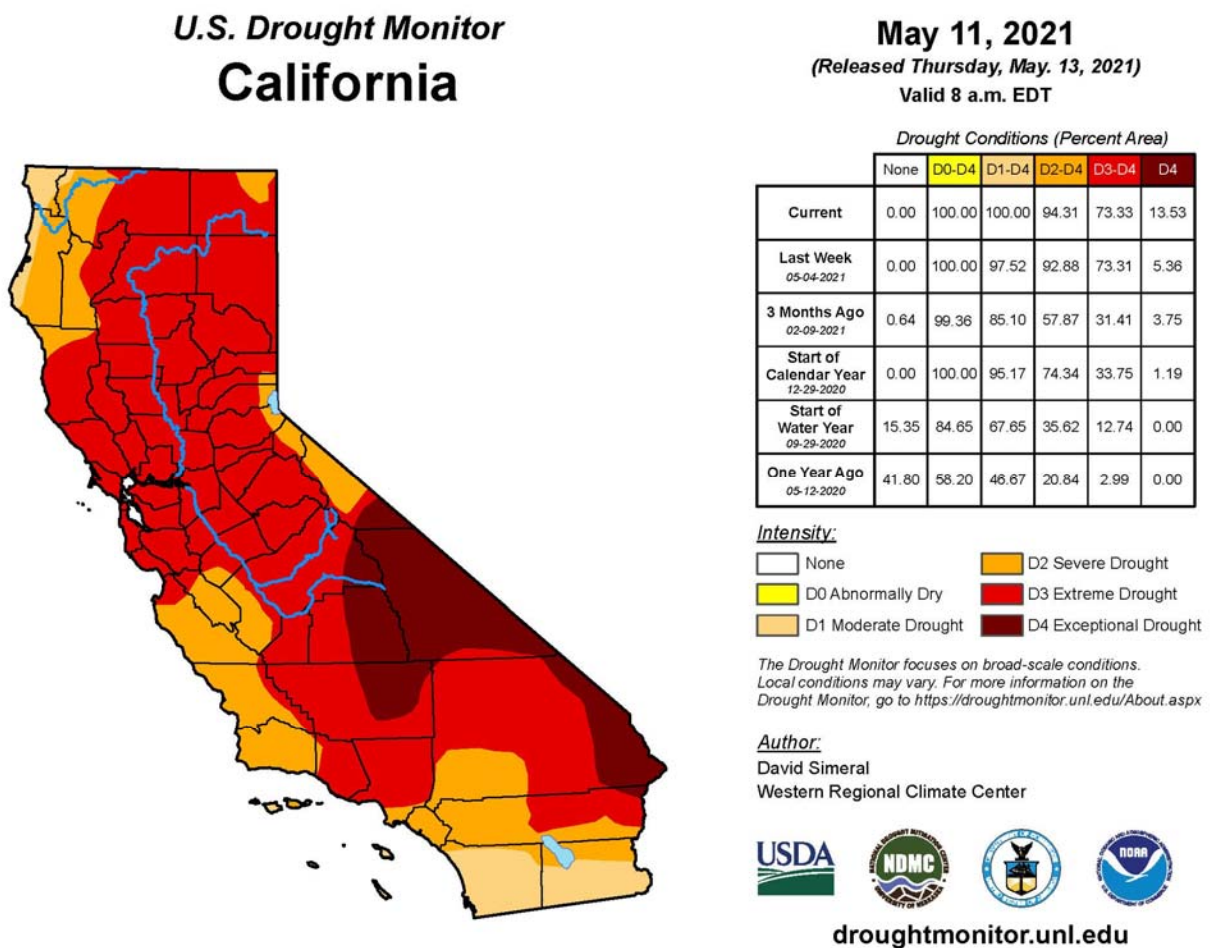 U.S. Drought Monitor
California
May 11, 2021
(Released Thursday, May. 13, 2021)
Valid 8 a.m. EDT
Drought Conditions (Percent Area)
None D0-D4 D1-D4 D2-D4 D3-D4 D4
Current 0.00 100.00 100.00 94.31 73.33 13.53
Last Week
05-04-2021
0.00 100.00 97.52 92.88 73.31 5.36
3 Months Ago
02-09-2021
0.64 99.36 85.10 57.87 31.41 3.75
Start of
Calendar Year
12-29-2020
0.00 100.00 95.17 74.34 33.75 1.19
Start of
Water Year
09-29-2020
15.35 84.65 67.65 35.62 12.74 0.00
One Year Ago
05-12-2020
41.80 58.20 46.67 20.84 2.99 0.00
Intensity:
None
D0 Abnormally Dry
D1 Moderate Drought
D2 Severe Drought
D3 Extreme Drought
D4 Exceptional Drought
The Drought Monitor focuses on broad-scale conditions.
Local conditions may vary. For more information on the
Drought Monitor, go to https://droughtmonitor.unl.edu/About.aspx
Author:
David Simeral
Western Regional Climate Center
USDA
NATIONAL DROUGHT MITIGATION CENTER
NDMC
UNIVERSITY OF NEBRASKA
NOAA
droughtmonitor.unl.edu